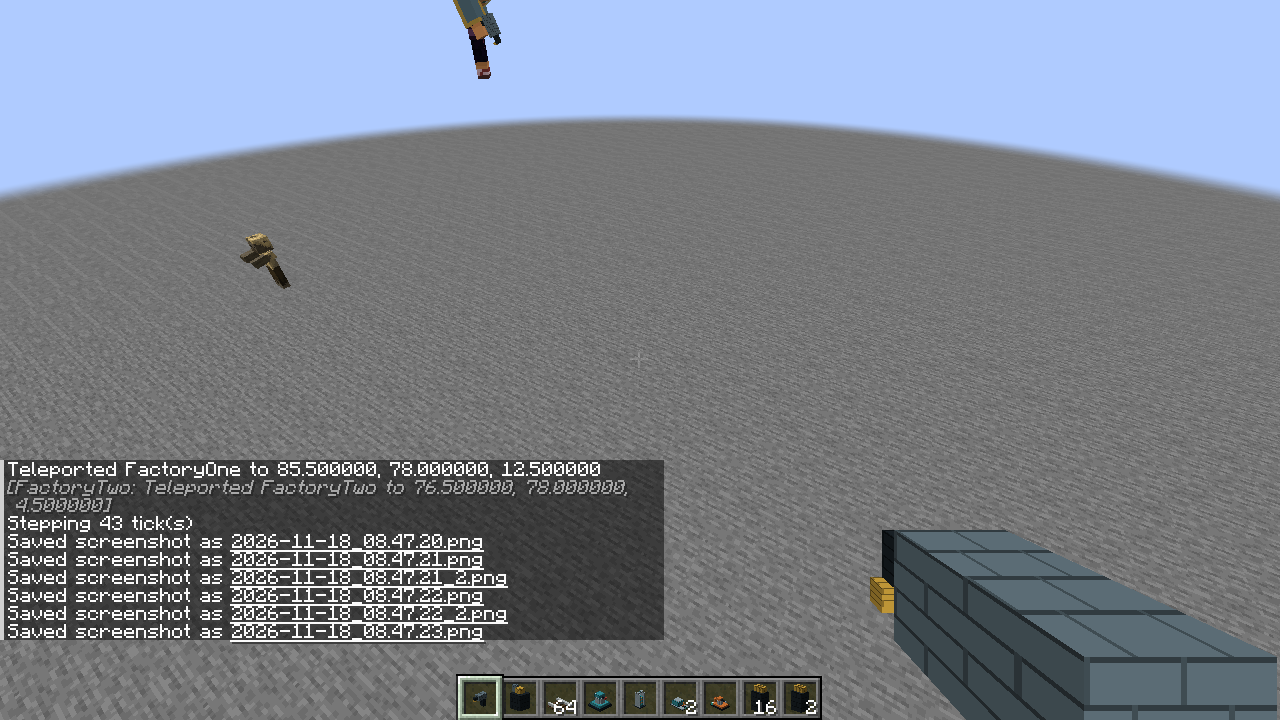 Teleported FactoryOne to 85.500000, 78.000000, 12.500000
[FactoryTwo: Teleported FactoryTwo to 76.500000, 78.000000,
4.500000]
Stepping 43 tick(s)
Saved screenshot as 2026-11-18_08.47.20.png
Saved screenshot as 2026-11-18_08.47.21.png
Saved screenshot as 2026-11-18_08.47.21_2.png
Saved screenshot as 2026-11-18_08.47.22.png
Saved screenshot as 2026-11-18_08.47.22_2.png
Saved screenshot as 2026-11-18_08.47.23.png
64 2 16 2